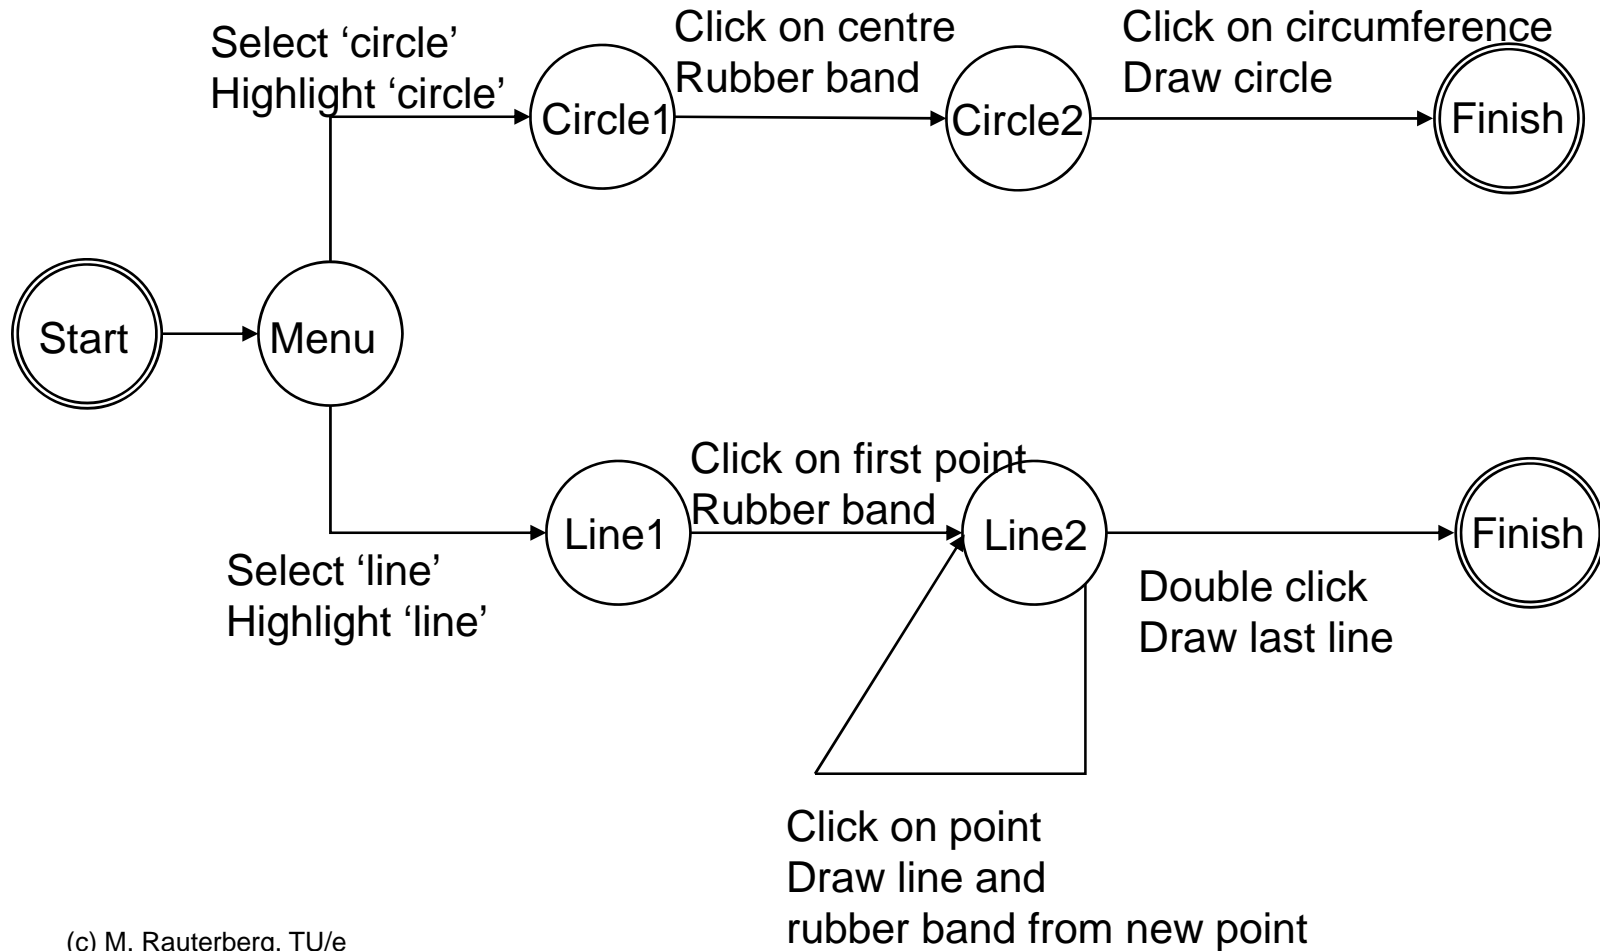 Select ‘circle’
Highlight ‘circle’
Click on centre
Rubber band
Click on circumference
Draw circle
Circle1
Circle2
Finish
Start
Menu
Click on first point
Rubber band
Line1
Line2
Finish
Select ‘line’
Highlight ‘line’
Double click
Draw last line
Click on point
Draw line and
rubber band from new point
(c) M. Rauterberg, TU/e